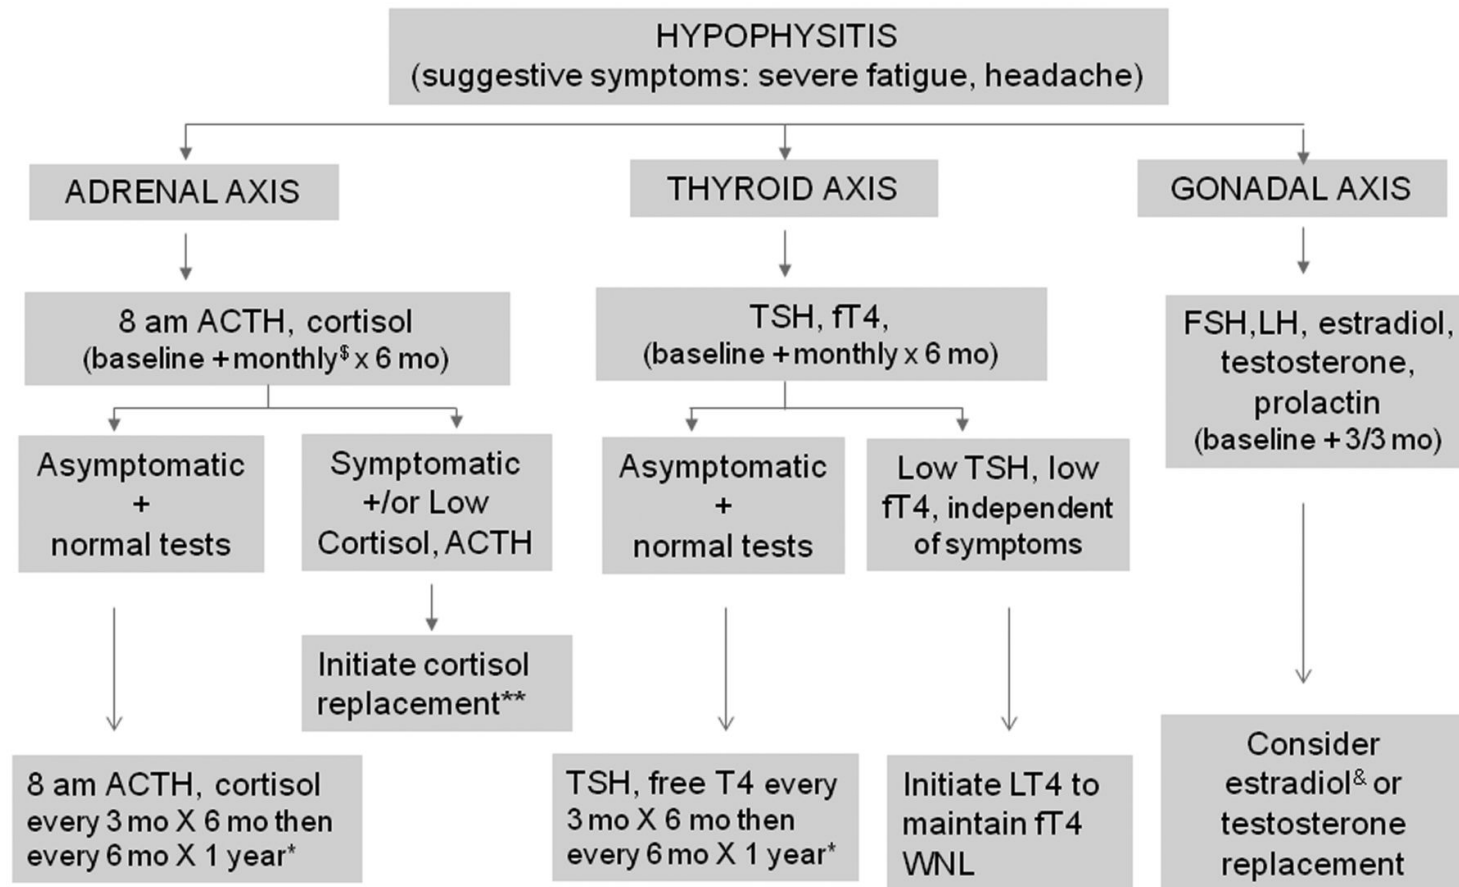 HYPOPHYSITIS
(suggestive symptoms: severe fatigue, headache)
ADRENAL AXIS
THYROID AXIS
GONADAL AXIS
8 am ACTH, cortisol
(baseline + monthly$ x 6 mo)
TSH, fT4,
(baseline + monthly x 6 mo)
FSH,LH, estradiol,
testosterone,
prolactin
(baseline + 3/3 mo)
Asymptomatic
+
normal tests
Symptomatic
+/or Low
Cortisol, ACTH
Asymptomatic
+
normal tests
Low TSH, low
fT4, independent
of symptoms
Initiate cortisol
replacement**
8 am ACTH, cortisol
every 3 mo X 6 mo then
every 6 mo X 1 year*
TSH, free T4 every
3 mo X 6 mo then
every 6 mo X 1 year*
Initiate LT4 to
maintain fT4
WNL
Consider
estradiol& or
testosterone
replacement